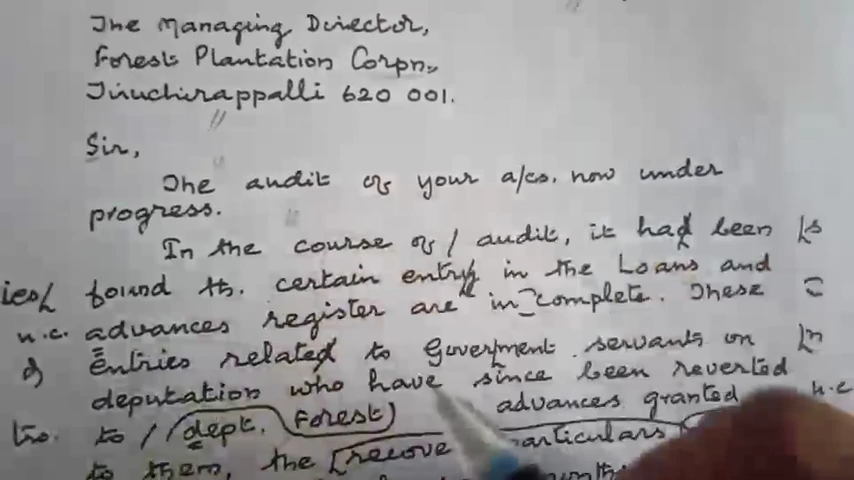 The Managing Director,
Forest Plantation Corpn.,
Tiruchirappalli 620 001.
Sir,
The audit of your a/cs. now under
progress.
In the course of / audit, it had been [s
ies[ found th. certain entry in the Loans and
n.c. advances register are in complete. These
entries related to Goverment servants on [n
deputation who have since been reverted
tro. to / dept. Forest) advances granted n.c
to them, the [recove particulars